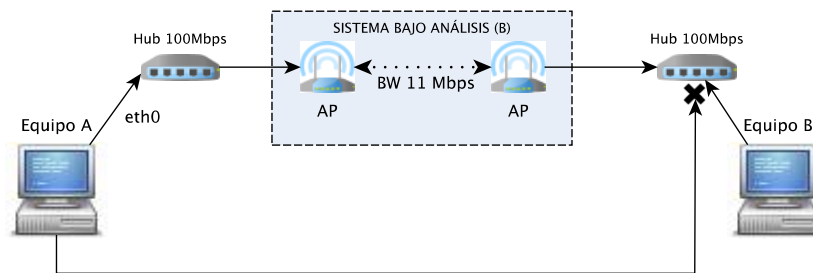 SISTEMA BAJO ANÁLISIS (B)
Hub 100Mbps
Hub 100Mbps
BW 11 Mbps
AP
AP
eth0
Equipo A
Equipo B